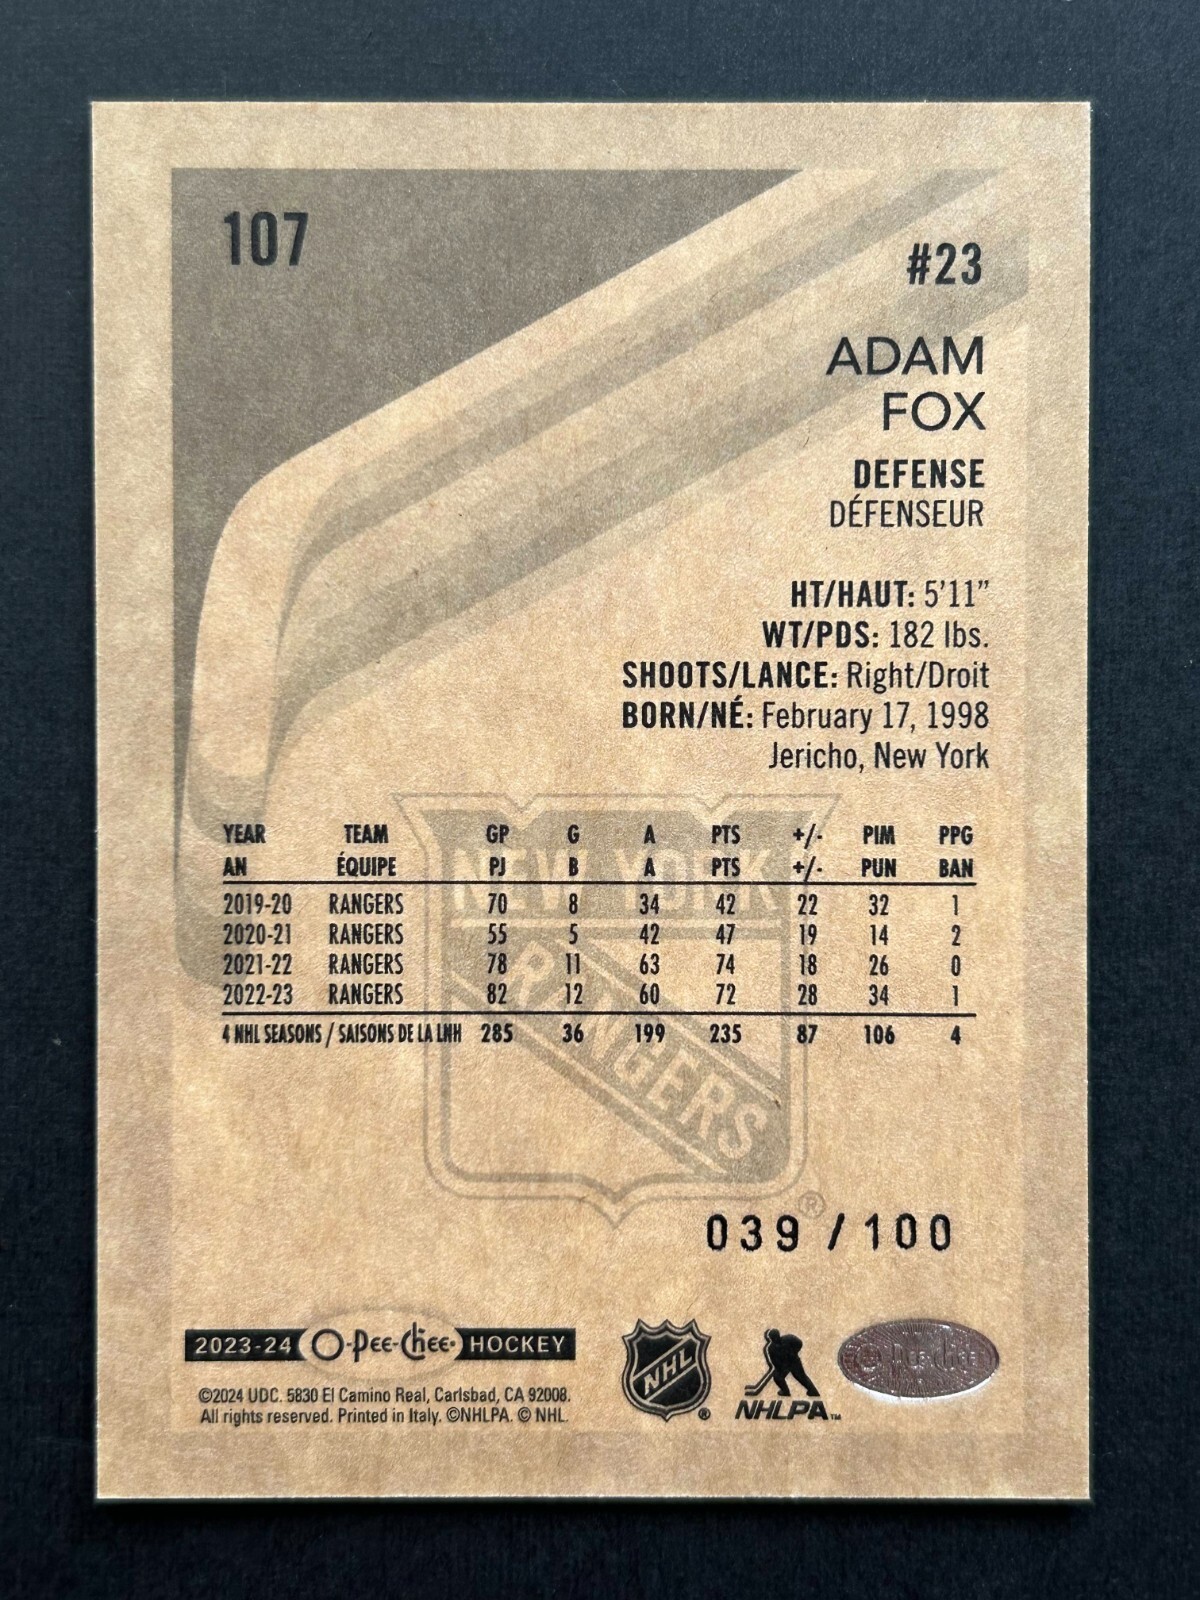 107
#23
ADAM
FOX
DEFENSE
DÉFENSEUR
HT/HAUT: 5'11"
WT/PDS: 182 lbs.
SHOOTS/LANCE: Right/Droit
BORN/NÉ: February 17, 1998
Jericho, New York
YEAR TEAM GP G A PTS +/- PIM PPG
AN ÉQUIPE PJ B A PTS +/- PUN BAN
2019-20 RANGERS 70 8 34 42 22 32 1
2020-21 RANGERS 55 5 42 47 19 14 2
2021-22 RANGERS 78 11 63 74 18 26 0
2022-23 RANGERS 82 12 60 72 28 34 1
4 NHL SEASONS / SAISONS DE LA LNH 285 36 199 235 87 106 4
NEW YORK
RANGERS
®
039 / 100
2023-24 O-Pee-Chee® HOCKEY
©2024 UDC. 5830 El Camino Real, Carlsbad, CA 92008.
All rights reserved. Printed in Italy. ©NHLPA. © NHL.
NHL ®
NHLPA™
O-Pee-Chee